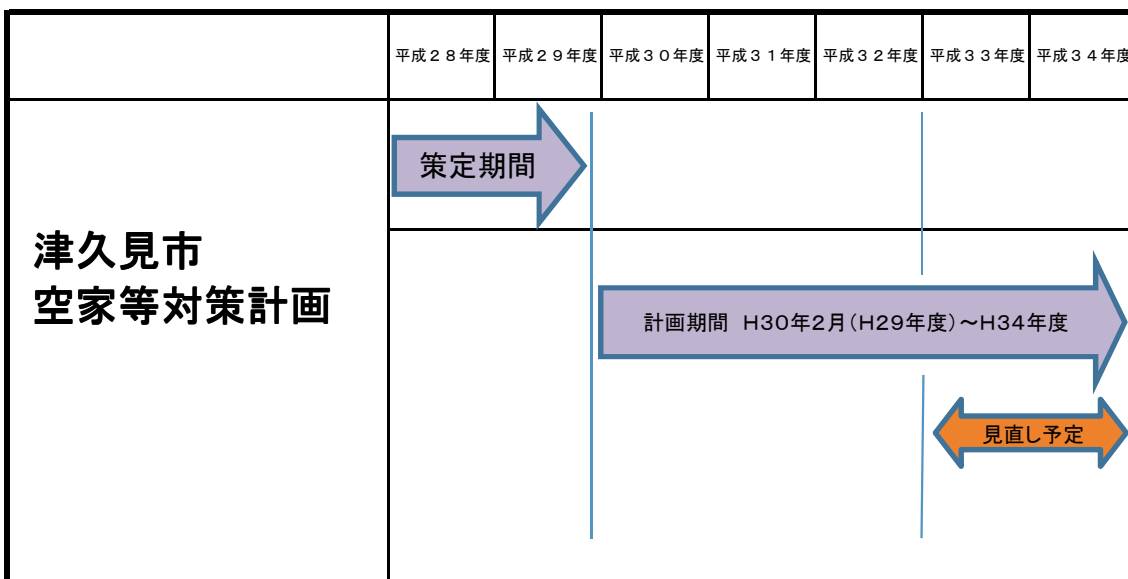 平成２８年度 平成２９年度 平成３０年度 平成３１年度 平成３２年度 平成３３年度 平成３４年度
策定期間
津久見市
空家等対策計画
計画期間 H30年2月(H29年度)～H34年度
見直し予定